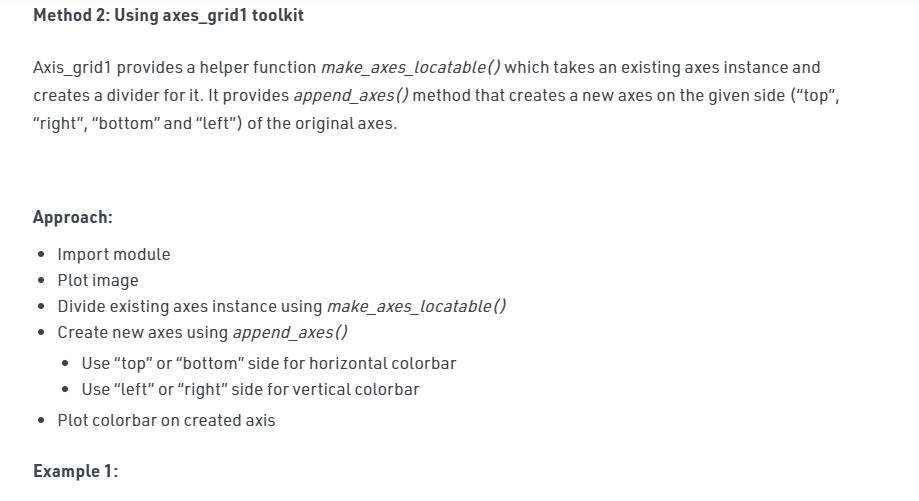 Method 2: Using axes_grid1 toolkit
Axis_grid1 provides a helper function make_axes_locatable() which takes an existing axes instance and
creates a divider for it. It provides append_axes() method that creates a new axes on the given side (“top”,
“right”, “bottom” and “left”) of the original axes.
Approach:
• Import module
• Plot image
• Divide existing axes instance using make_axes_locatable()
• Create new axes using append_axes()
• Use “top” or “bottom” side for horizontal colorbar
• Use “left” or “right” side for vertical colorbar
• Plot colorbar on created axis
Example 1: